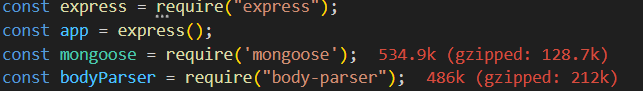 const express = require("express");
const app = express();
const mongoose = require('mongoose');  534.9k (gzipped: 128.7k)
const bodyParser = require("body-parser");  486k (gzipped: 212k)